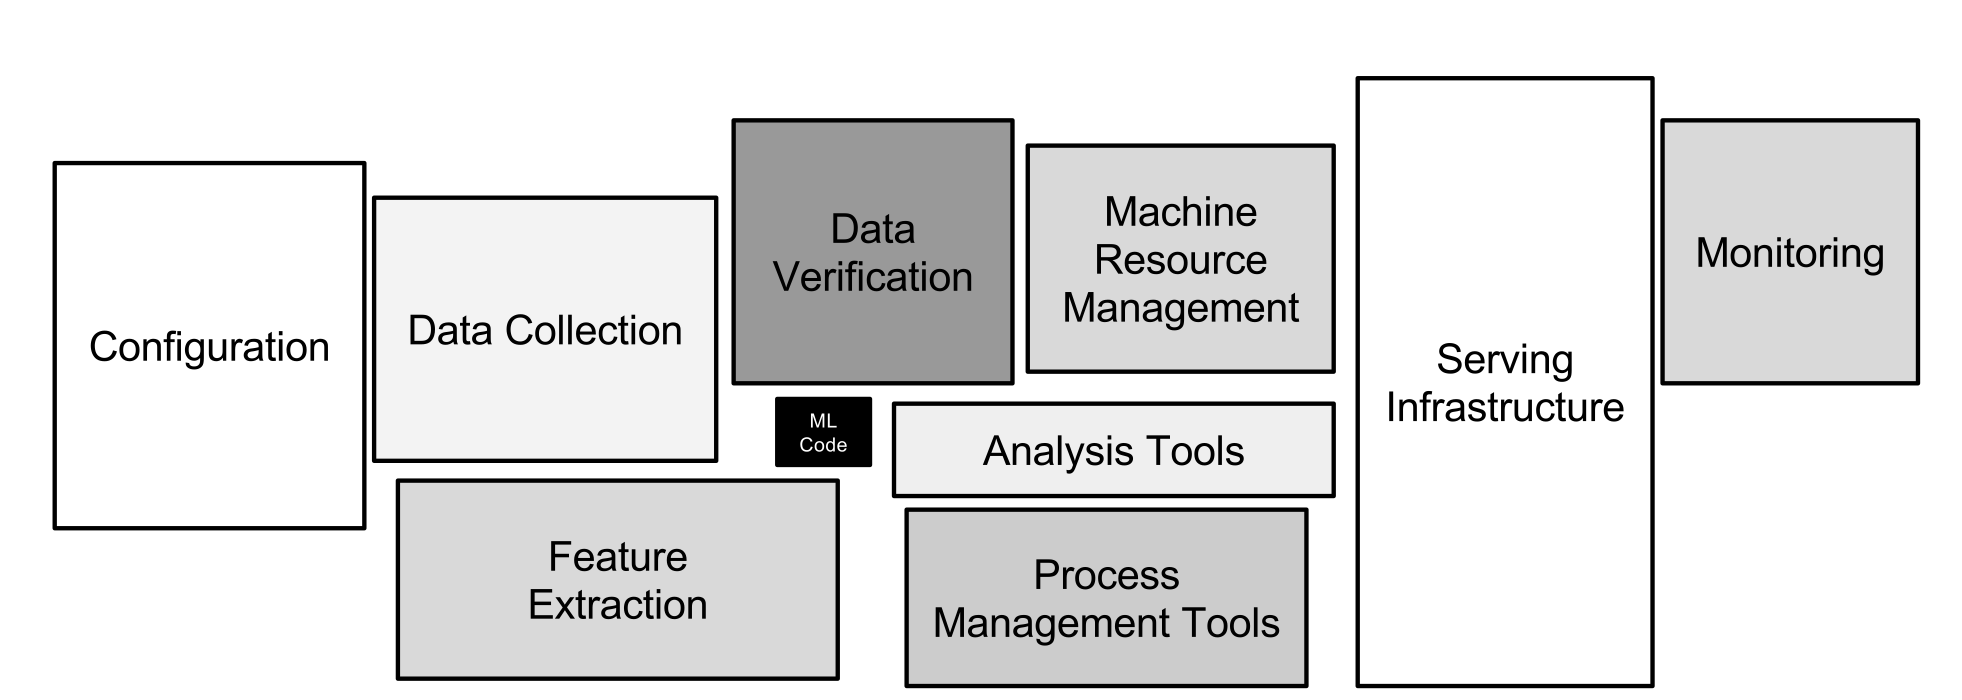 Configuration
Data Collection
Data
Verification
Machine
Resource
Management
Monitoring
Serving
Infrastructure
ML
Code
Analysis Tools
Feature
Extraction
Process
Management Tools